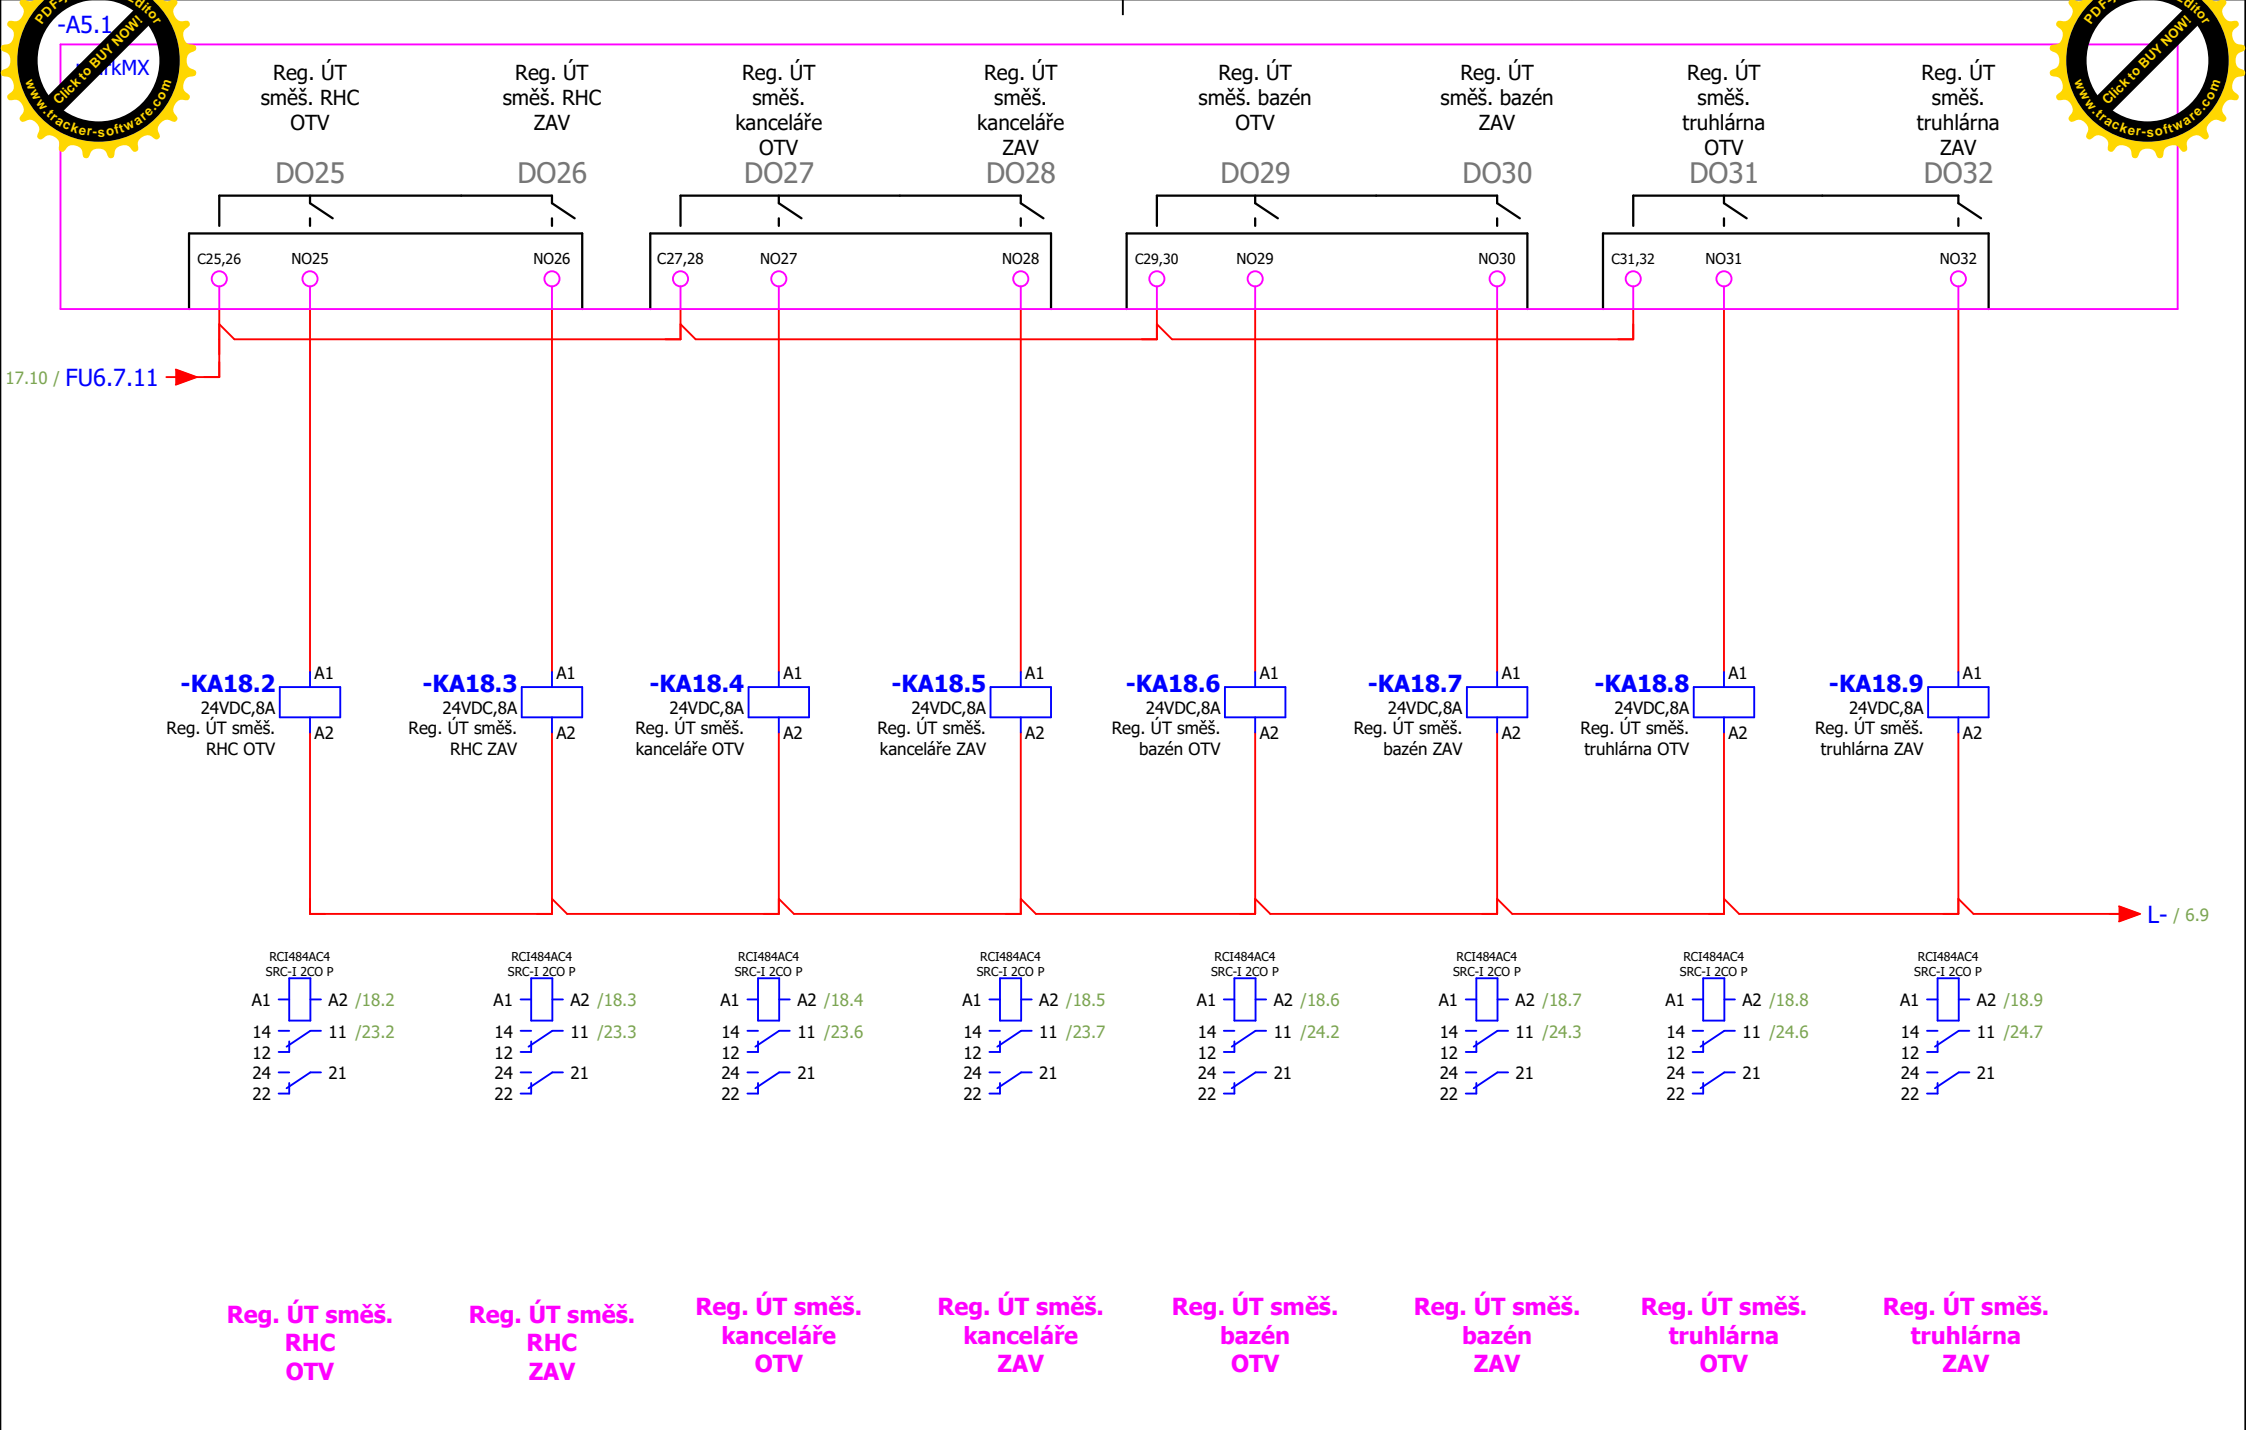 -A5.1
Reg. ÚT
směš. RHC
OTV
Reg. ÚT
směš. RHC
ZAV
Reg. ÚT
směš.
kanceláře
OTV
Reg. ÚT
směš.
kanceláře
ZAV
Reg. ÚT
směš. bazén
OTV
Reg. ÚT
směš. bazén
ZAV
Reg. ÚT
směš.
truhlárna
OTV
Reg. ÚT
směš.
truhlárna
ZAV
DO25 DO26 DO27 DO28 DO29 DO30 DO31 DO32
C25,26 NO25 NO26 C27,28 NO27 NO28 C29,30 NO29 NO30 C31,32 NO31 NO32
17.10 / FU6.7.11
-KA18.2
24VDC,8A
Reg. ÚT směš.
RHC OTV
A1
A2
-KA18.3
24VDC,8A
Reg. ÚT směš.
RHC ZAV
A1
A2
-KA18.4
24VDC,8A
Reg. ÚT směš.
kanceláře OTV
A1
A2
-KA18.5
24VDC,8A
Reg. ÚT směš.
kanceláře ZAV
A1
A2
-KA18.6
24VDC,8A
Reg. ÚT směš.
bazén OTV
A1
A2
-KA18.7
24VDC,8A
Reg. ÚT směš.
bazén ZAV
A1
A2
-KA18.8
24VDC,8A
Reg. ÚT směš.
truhlárna OTV
A1
A2
-KA18.9
24VDC,8A
Reg. ÚT směš.
truhlárna ZAV
A1
A2
L- / 6.9
RCI484AC4
SRC-I 2CO P
A1 A2 /18.2
14 11 /23.2
12
24 21
22
RCI484AC4
SRC-I 2CO P
A1 A2 /18.3
14 11 /23.3
12
24 21
22
RCI484AC4
SRC-I 2CO P
A1 A2 /18.4
14 11 /23.6
12
24 21
22
RCI484AC4
SRC-I 2CO P
A1 A2 /18.5
14 11 /23.7
12
24 21
22
RCI484AC4
SRC-I 2CO P
A1 A2 /18.6
14 11 /24.2
12
24 21
22
RCI484AC4
SRC-I 2CO P
A1 A2 /18.7
14 11 /24.3
12
24 21
22
RCI484AC4
SRC-I 2CO P
A1 A2 /18.8
14 11 /24.6
12
24 21
22
RCI484AC4
SRC-I 2CO P
A1 A2 /18.9
14 11 /24.7
12
24 21
22
Reg. ÚT směš.
RHC
OTV
Reg. ÚT směš.
RHC
ZAV
Reg. ÚT směš.
kanceláře
OTV
Reg. ÚT směš.
kanceláře
ZAV
Reg. ÚT směš.
bazén
OTV
Reg. ÚT směš.
bazén
ZAV
Reg. ÚT směš.
truhlárna
OTV
Reg. ÚT směš.
truhlárna
ZAV
Click to BUY NOW!
www.tracker-software.com
Click to BUY NOW!
www.tracker-software.com